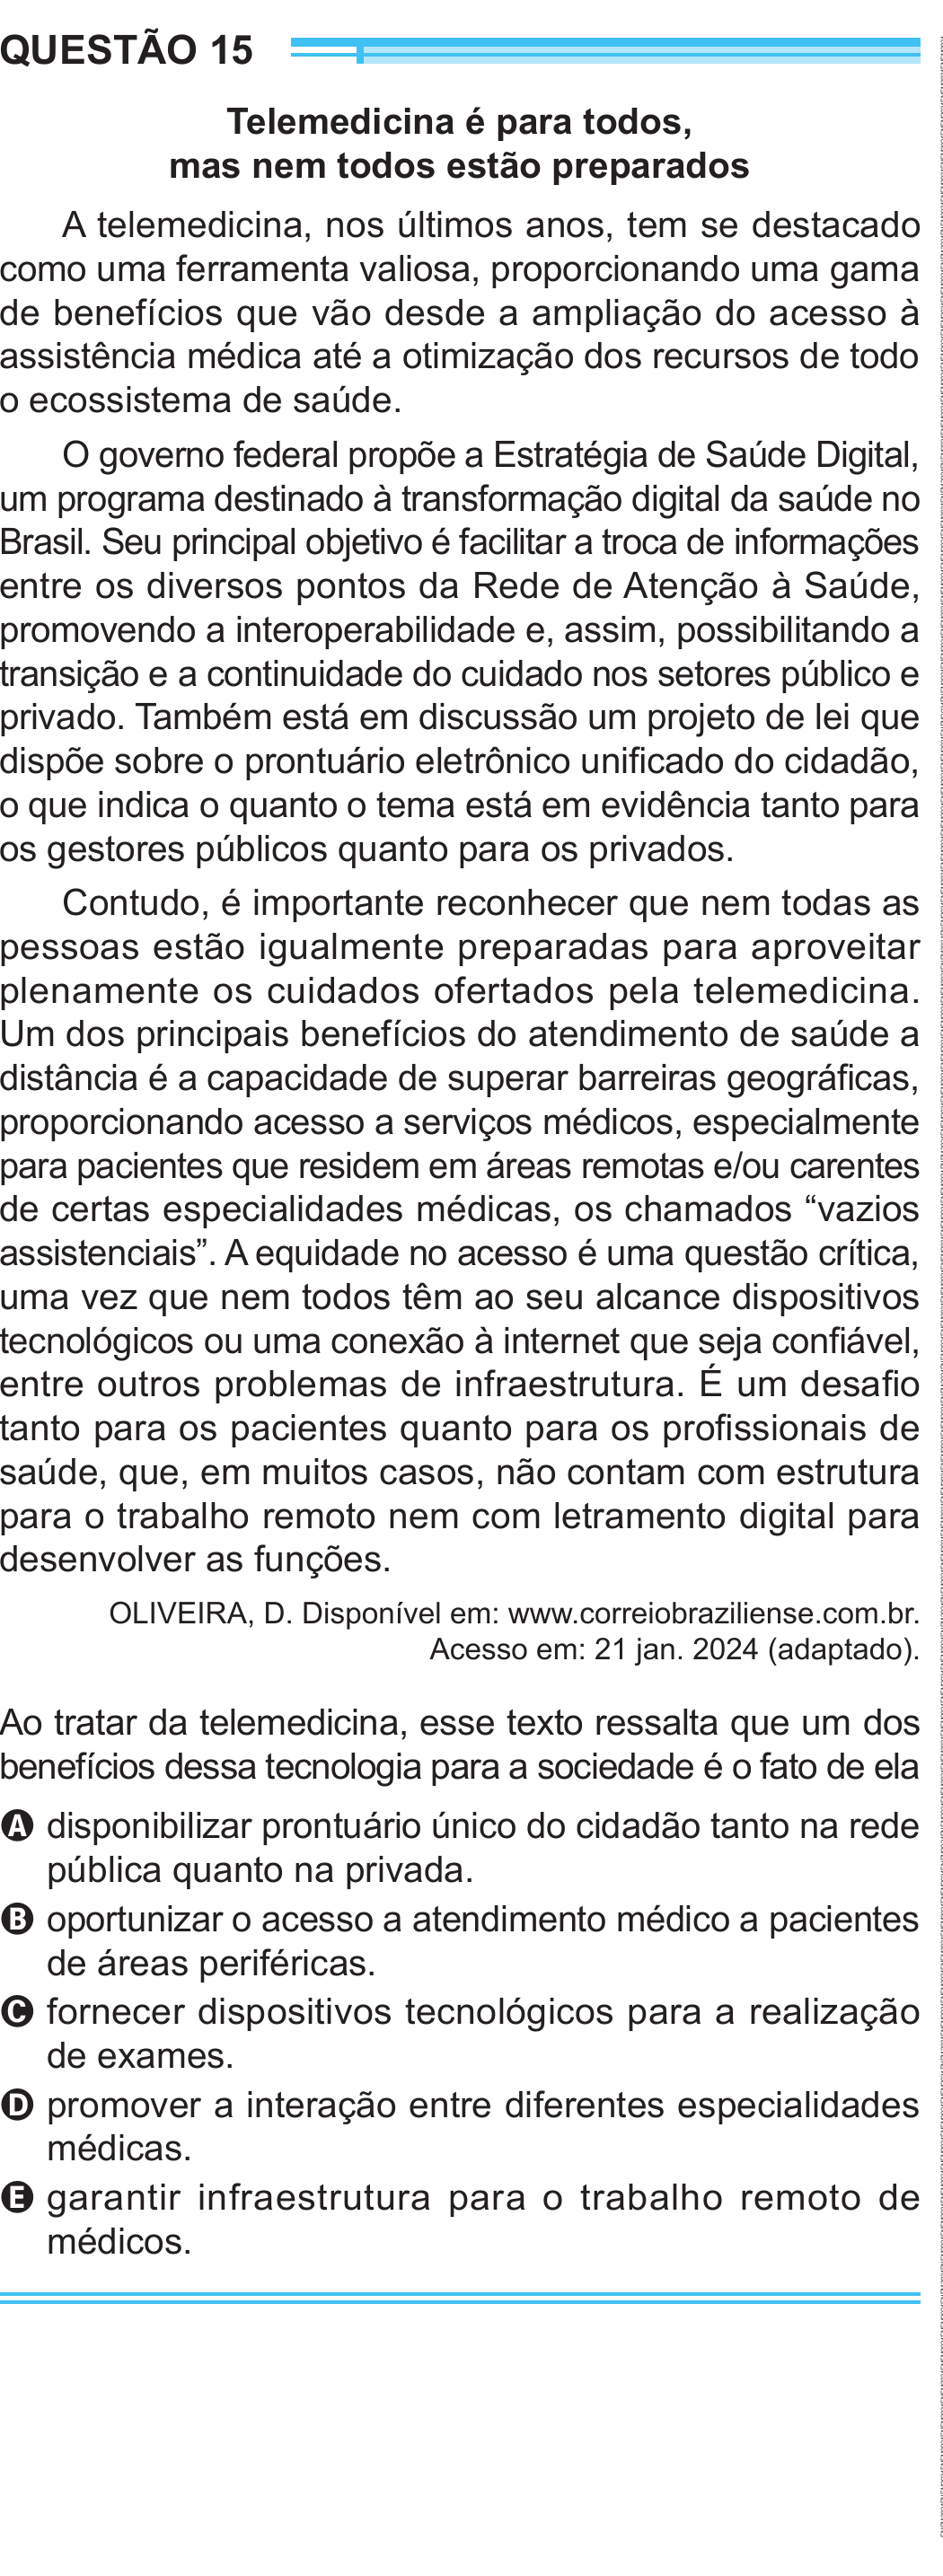 QUESTÃO 15
Telemedicina é para todos,
mas nem todos estão preparados
A telemedicina, nos últimos anos, tem se destacado
como uma ferramenta valiosa, proporcionando uma gama
de benefícios que vão desde a ampliação do acesso à
assistência médica até a otimização dos recursos de todo
o ecossistema de saúde.
O governo federal propõe a Estratégia de Saúde Digital,
um programa destinado à transformação digital da saúde no
Brasil. Seu principal objetivo é facilitar a troca de informações
entre os diversos pontos da Rede de Atenção à Saúde,
promovendo a interoperabilidade e, assim, possibilitando a
transição e a continuidade do cuidado nos setores público e
privado. Também está em discussão um projeto de lei que
dispõe sobre o prontuário eletrônico unificado do cidadão,
o que indica o quanto o tema está em evidência tanto para
os gestores públicos quanto para os privados.
Contudo, é importante reconhecer que nem todas as
pessoas estão igualmente preparadas para aproveitar
plenamente os cuidados ofertados pela telemedicina.
Um dos principais benefícios do atendimento de saúde a
distância é a capacidade de superar barreiras geográficas,
proporcionando acesso a serviços médicos, especialmente
para pacientes que residem em áreas remotas e/ou carentes
de certas especialidades médicas, os chamados “vazios
assistenciais”. A equidade no acesso é uma questão crítica,
uma vez que nem todos têm ao seu alcance dispositivos
tecnológicos ou uma conexão à internet que seja confiável,
entre outros problemas de infraestrutura. É um desafio
tanto para os pacientes quanto para os profissionais de
saúde, que, em muitos casos, não contam com estrutura
para o trabalho remoto nem com letramento digital para
desenvolver as funções.
OLIVEIRA, D. Disponível em: www.correiobraziliense.com.br.
Acesso em: 21 jan. 2024 (adaptado).
Ao tratar da telemedicina, esse texto ressalta que um dos
benefícios dessa tecnologia para a sociedade é o fato de ela
A disponibilizar prontuário único do cidadão tanto na rede
pública quanto na privada.
B oportunizar o acesso a atendimento médico a pacientes
de áreas periféricas.
C fornecer dispositivos tecnológicos para a realização
de exames.
D promover a interação entre diferentes especialidades
médicas.
E garantir infraestrutura para o trabalho remoto de
médicos.